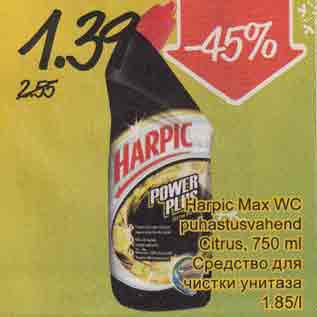 1.39
-45%
2.55
HARPIC
POWER
PLUS
Harpic Max WC
puhastusvahend
Citrus, 750 ml
Средство для
чистки унитаза
1.85/l